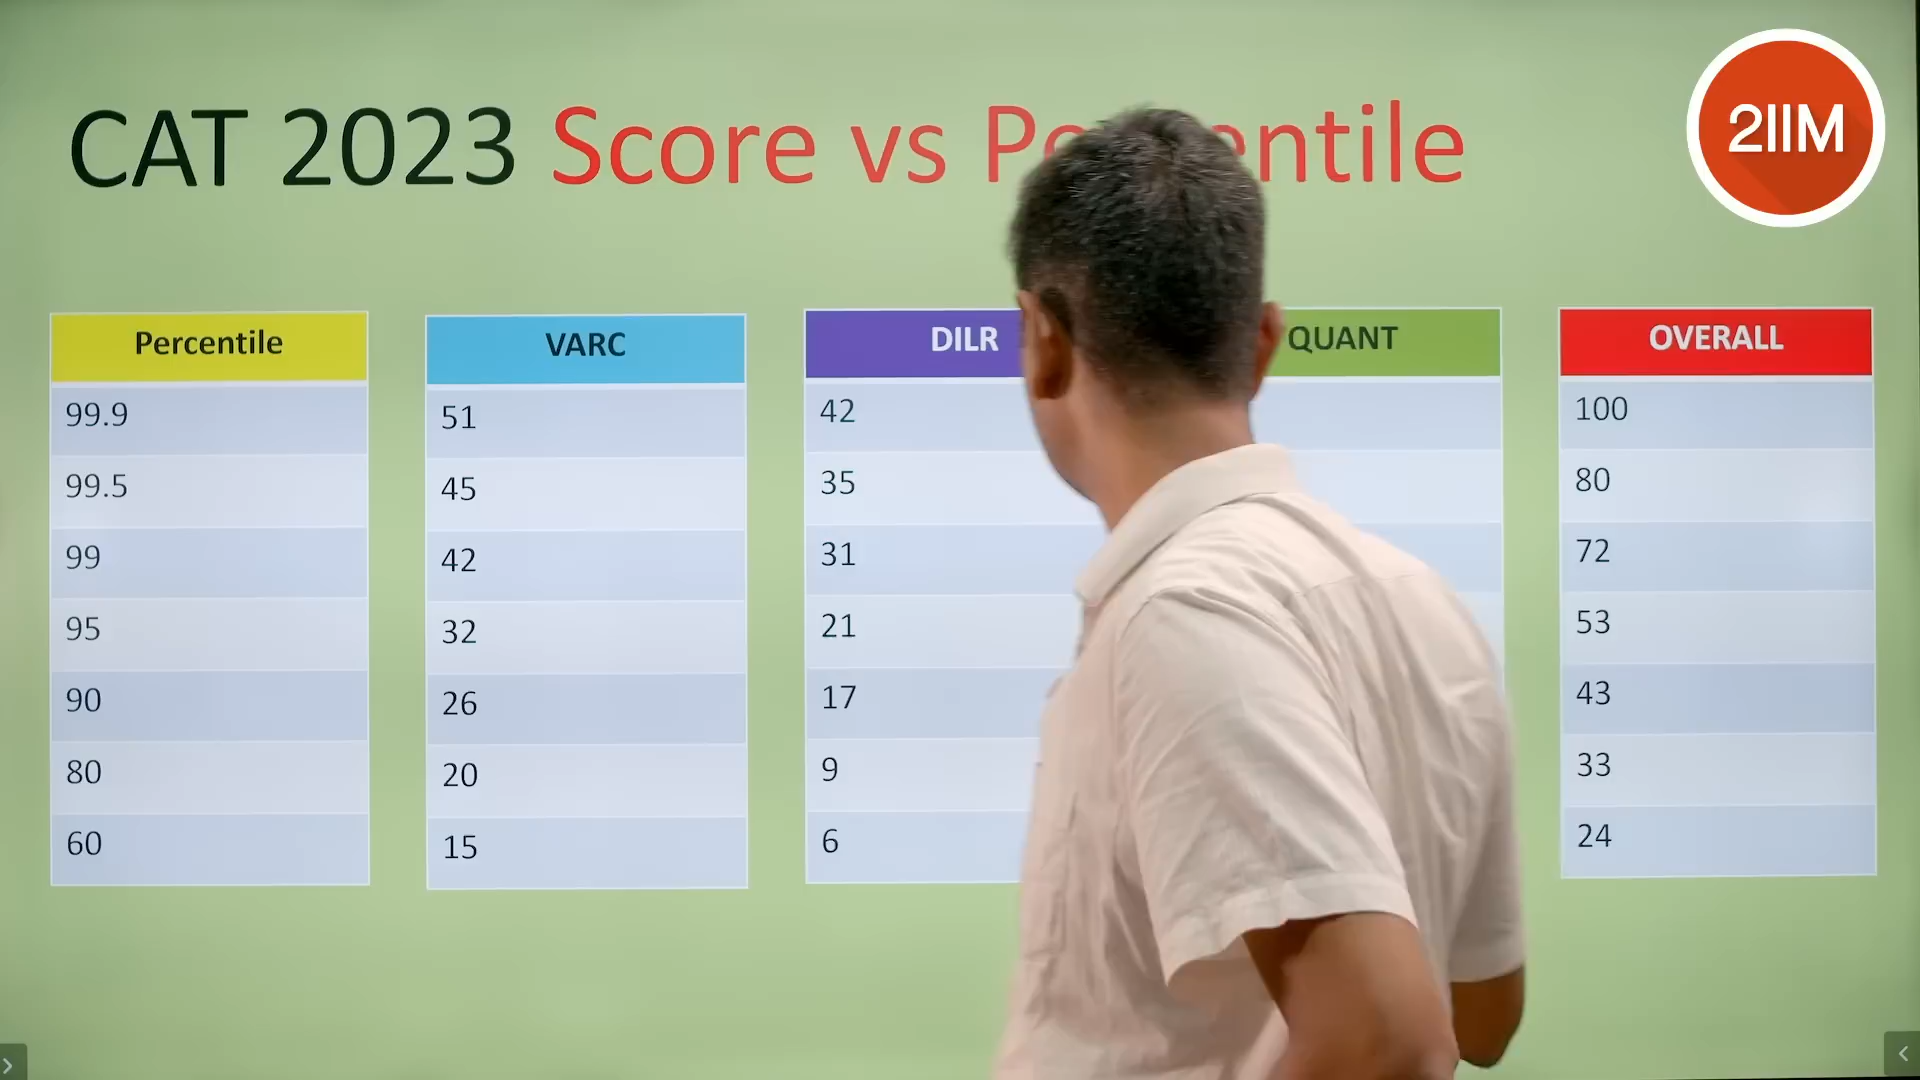 CAT 2023 Score vs
2IIM
Percentile VARC DILR QUANT OVERALL
99.9 51 42 100
99.5 45 35 80
99 42 31 72
95 32 21 53
90 26 17 43
80 20 9 33
60 15 6 24